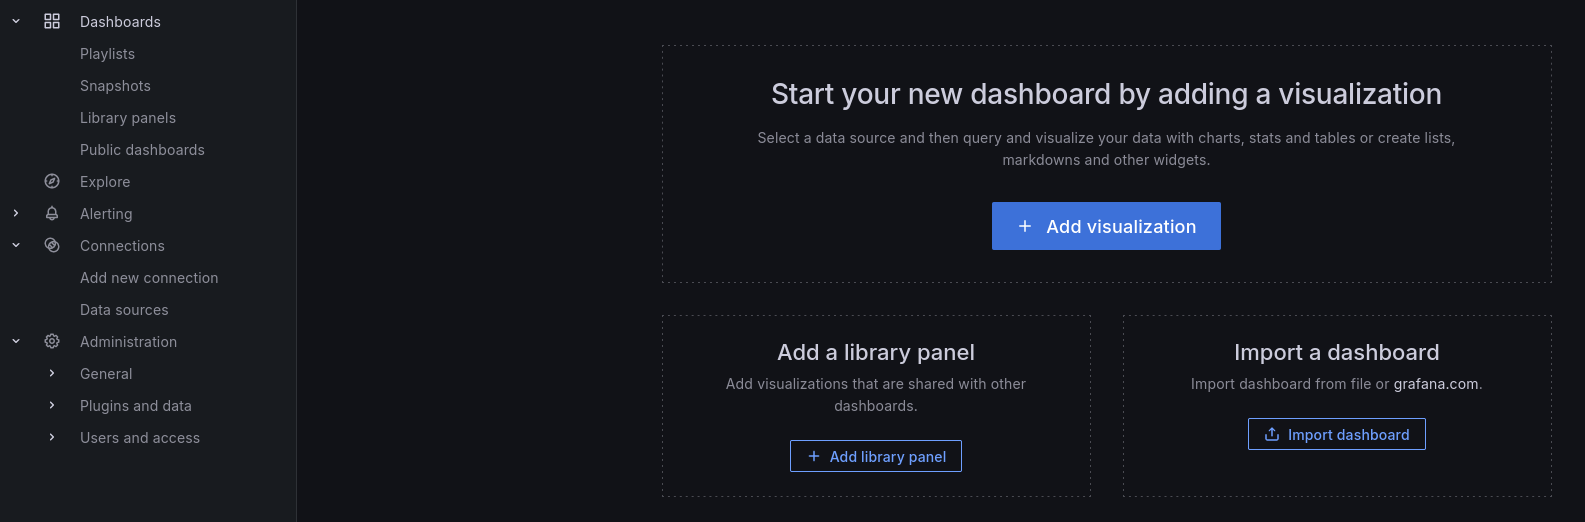 Dashboards
Playlists
Snapshots
Library panels
Public dashboards
Explore
Alerting
Connections
Add new connection
Data sources
Administration
General
Plugins and data
Users and access
Start your new dashboard by adding a visualization
Select a data source and then query and visualize your data with charts, stats and tables or create lists,
markdowns and other widgets.
Add visualization
Add a library panel
Add visualizations that are shared with other
dashboards.
Add library panel
Import a dashboard
Import dashboard from file or grafana.com.
Import dashboard